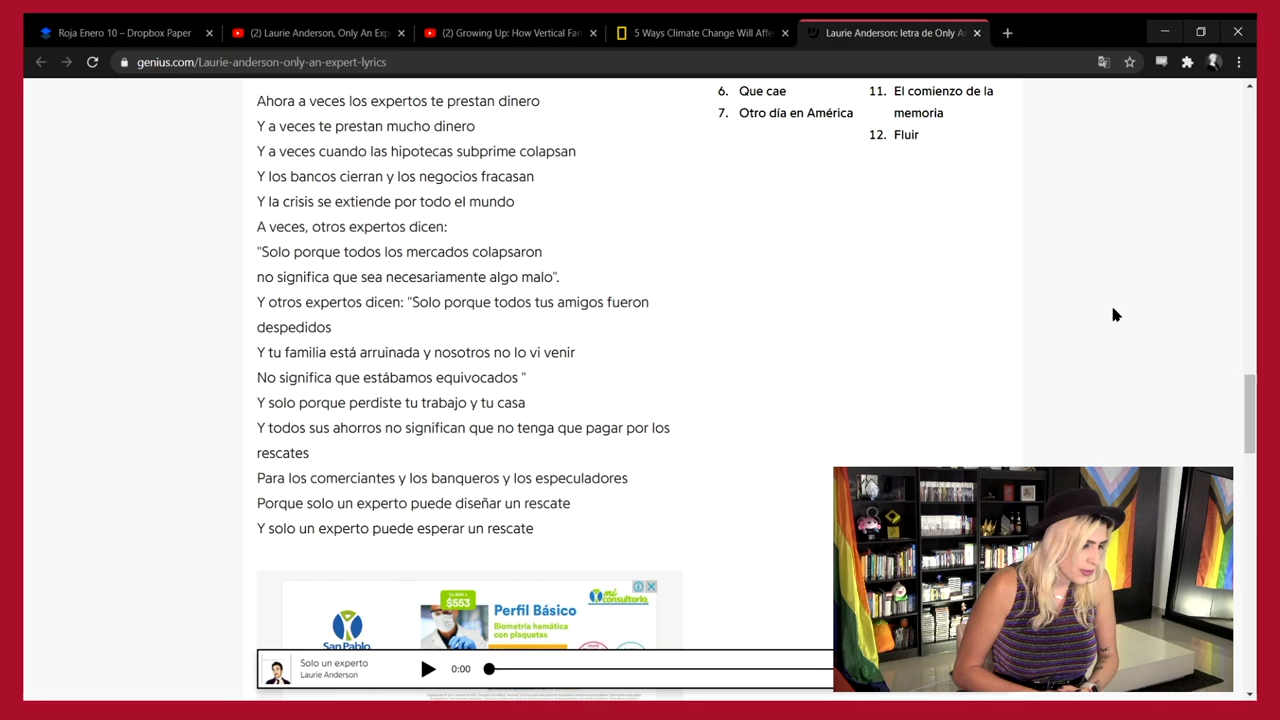 Roja Enero 10 – Dropbox Paper
(2) Laurie Anderson, Only An Exp
(2) Growing Up: How Vertical Far
5 Ways Climate Change Will Affe
Laurie Anderson: letra de Only A
genius.com/Laurie-anderson-only-an-expert-lyrics
Ahora a veces los expertos te prestan dinero
Y a veces te prestan mucho dinero
Y a veces cuando las hipotecas subprime colapsan
Y los bancos cierran y los negocios fracasan
Y la crisis se extiende por todo el mundo
A veces, otros expertos dicen:
"Solo porque todos los mercados colapsaron
no significa que sea necesariamente algo malo".
Y otros expertos dicen: "Solo porque todos tus amigos fueron
despedidos
Y tu familia está arruinada y nosotros no lo vi venir
No significa que estábamos equivocados "
Y solo porque perdiste tu trabajo y tu casa
Y todos sus ahorros no significan que no tenga que pagar por los
rescates
Para los comerciantes y los banqueros y los especuladores
Porque solo un experto puede diseñar un rescate
Y solo un experto puede esperar un rescate
6. Que cae
7. Otro día en América
11. El comienzo de la
memoria
12. Fluir
San Pablo
$553
Perfil Básico
Biometría hemática
con plaquetas
mi
consultorio
Solo un experto
Laurie Anderson
0:00